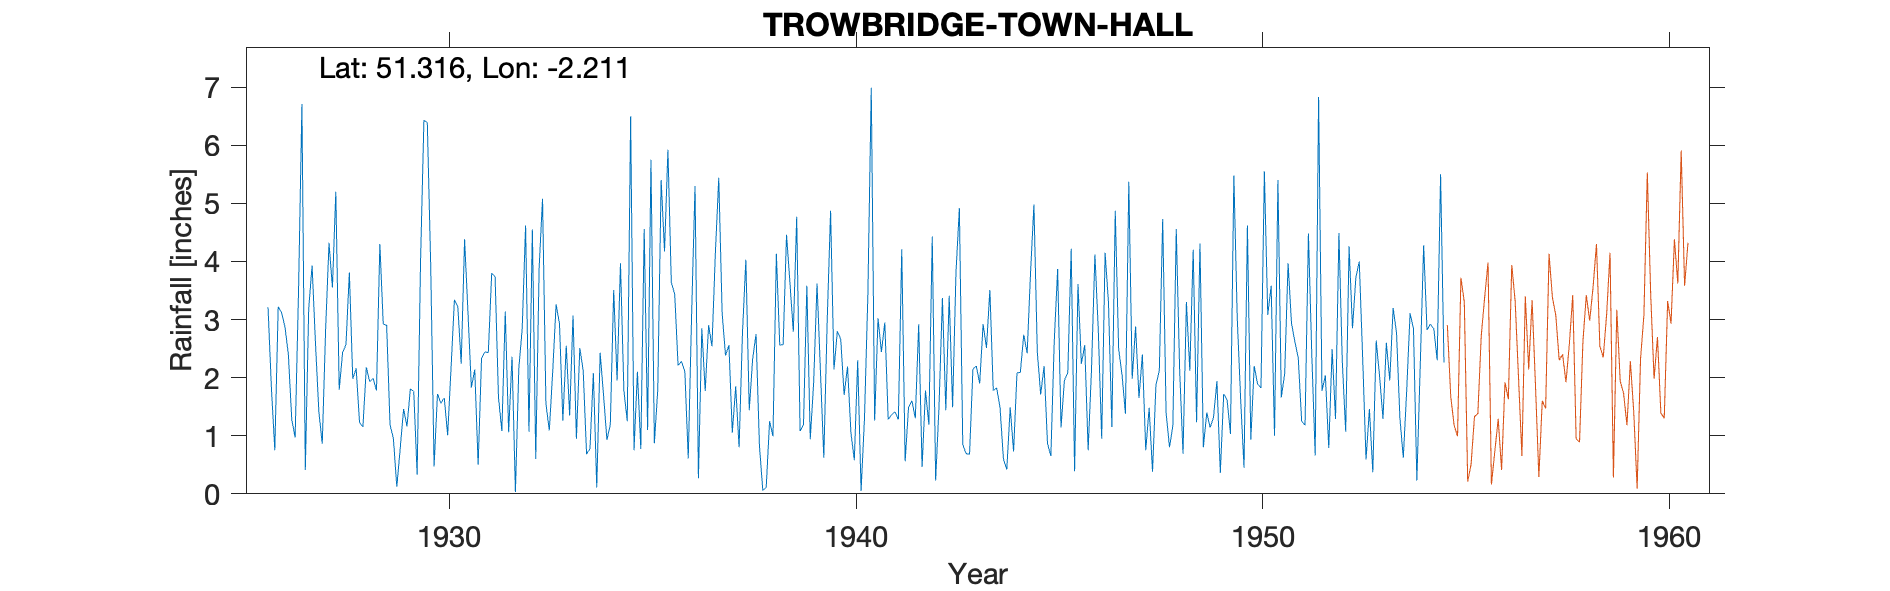 TROWBRIDGE-TOWN-HALL
Lat: 51.316, Lon: -2.211
7
6
5
4
3
2
1
0
Rainfall [inches]
1930 1940 1950 1960
Year